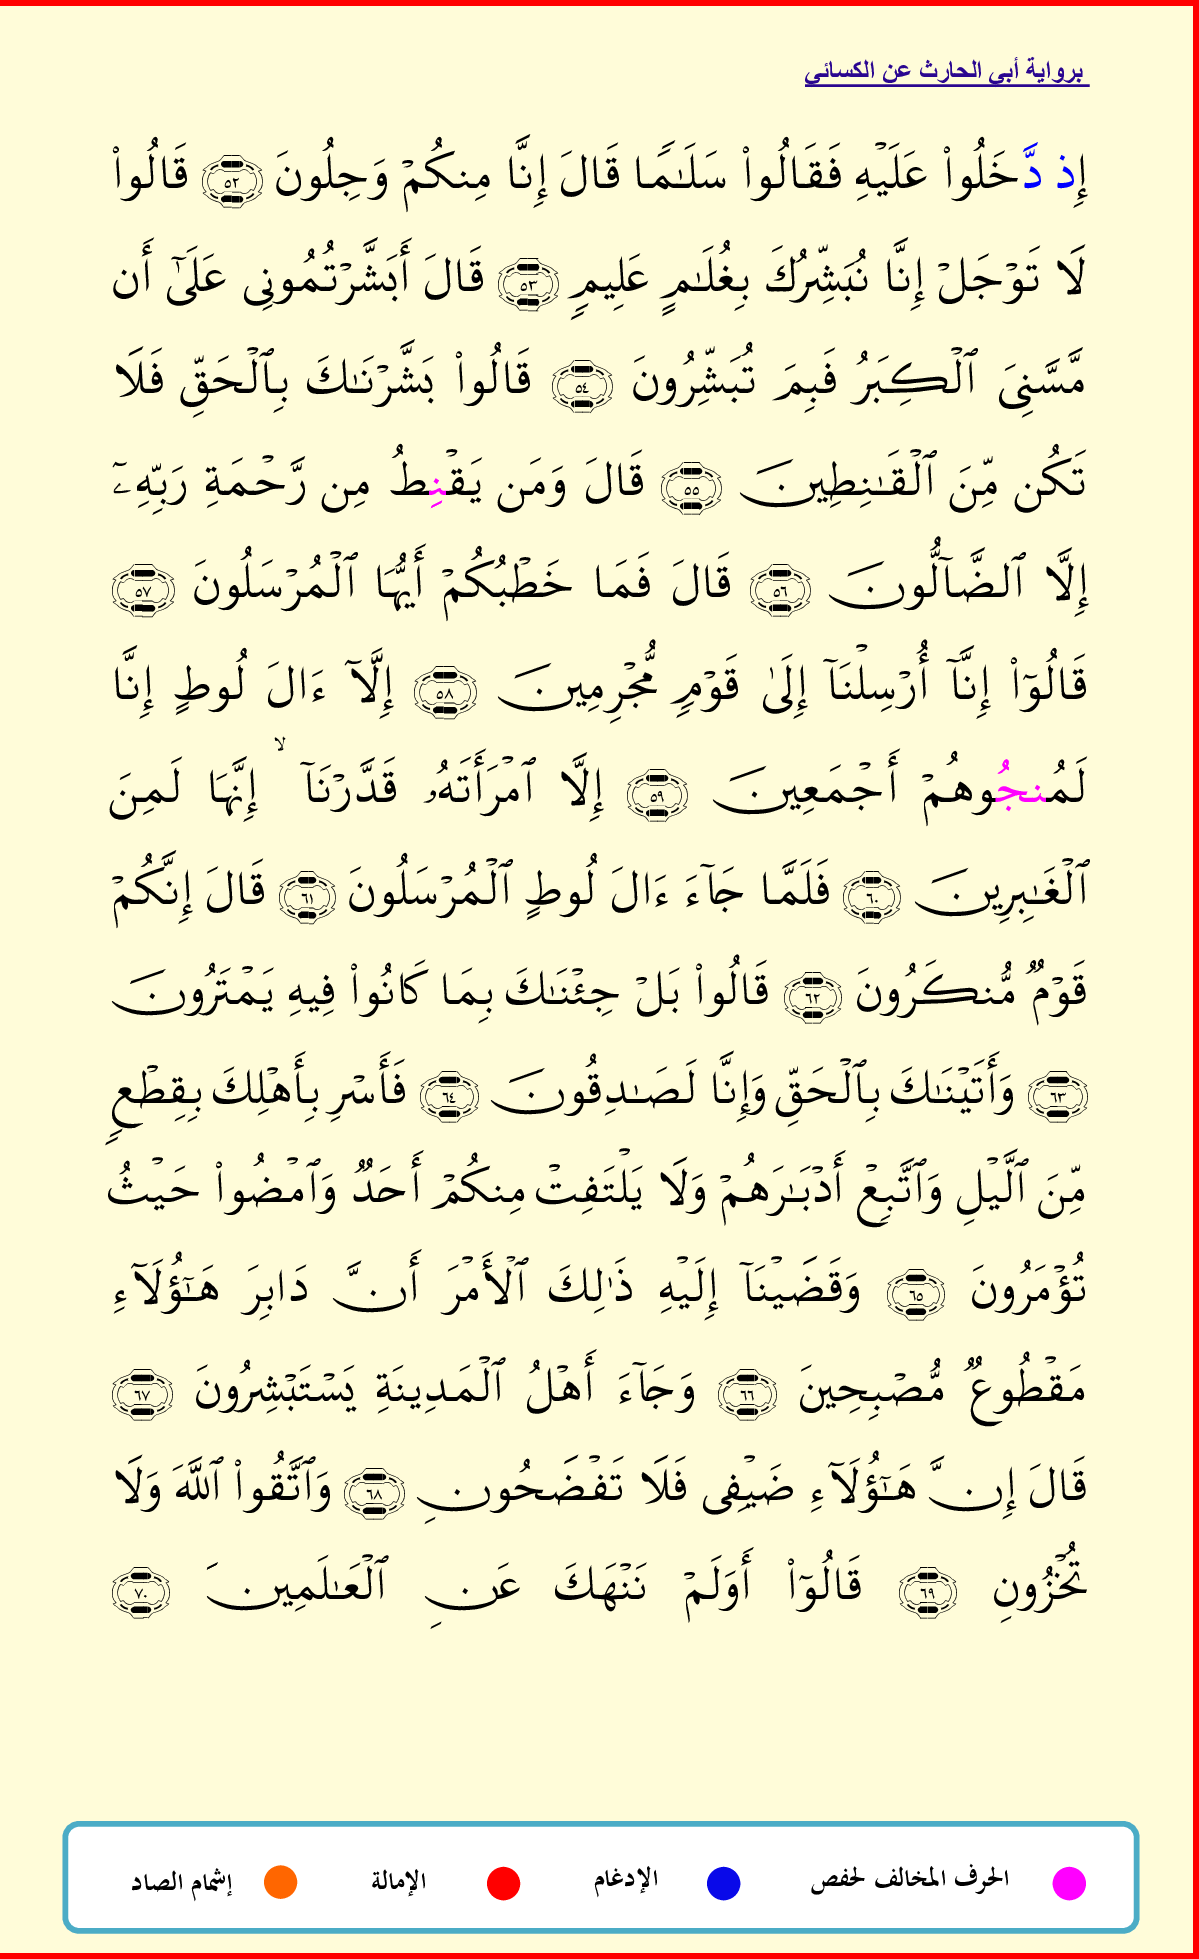 برواية أبي الحارث عن الكسائي
إِذ دَّخَلُوا۟ عَلَيْهِ فَقَالُوا۟ سَلَـٰمًا قَالَ إِنَّا مِنكُمْ وَجِلُونَ ٥٢ قَالُوا۟
لَا تَوْجَلْ إِنَّا نُبَشِّرُكَ بِغُلَـٰمٍ عَلِيمٍ ٥٣ قَالَ أَبَشَّرْتُمُونِى عَلَىٰٓ أَن
مَّسَّنِىَ ٱلْكِبَرُ فَبِمَ تُبَشِّرُونَ ٥٤ قَالُوا۟ بَشَّرْنَـٰكَ بِٱلْحَقِّ فَلَا
تَكُن مِّنَ ٱلْقَـٰنِطِينَ ٥٥ قَالَ وَمَن يَقْنِطُ مِن رَّحْمَةِ رَبِّهِۦٓ
إِلَّا ٱلضَّآلُّونَ ٥٦ قَالَ فَمَا خَطْبُكُمْ أَيُّهَا ٱلْمُرْسَلُونَ ٥٧
قَالُوٓا۟ إِنَّآ أُرْسِلْنَآ إِلَىٰ قَوْمٍ مُّجْرِمِينَ ٥٨ إِلَّآ ءَالَ لُوطٍ إِنَّا
لَمُنجُوهُمْ أَجْمَعِينَ ٥٩ إِلَّا ٱمْرَأَتَهُۥ قَدَّرْنَآ ۙ إِنَّهَا لَمِنَ
ٱلْغَـٰبِرِينَ ٦٠ فَلَمَّا جَآءَ ءَالَ لُوطٍ ٱلْمُرْسَلُونَ ٦١ قَالَ إِنَّكُمْ
قَوْمٌ مُّنكَرُونَ ٦٢ قَالُوا۟ بَلْ جِئْنَـٰكَ بِمَا كَانُوا۟ فِيهِ يَمْتَرُونَ
٦٣ وَأَتَيْنَـٰكَ بِٱلْحَقِّ وَإِنَّا لَصَـٰدِقُونَ ٦٤ فَأَسْرِ بِأَهْلِكَ بِقِطْعٍ
مِّنَ ٱلَّيْلِ وَٱتَّبِعْ أَدْبَـٰرَهُمْ وَلَا يَلْتَفِتْ مِنكُمْ أَحَدٌ وَٱمْضُوا۟ حَيْثُ
تُؤْمَرُونَ ٦٥ وَقَضَيْنَآ إِلَيْهِ ذَٰلِكَ ٱلْأَمْرَ أَنَّ دَابِرَ هَـٰٓؤُلَآءِ
مَقْطُوعٌ مُّصْبِحِينَ ٦٦ وَجَآءَ أَهْلُ ٱلْمَدِينَةِ يَسْتَبْشِرُونَ ٦٧
قَالَ إِنَّ هَـٰٓؤُلَآءِ ضَيْفِى فَلَا تَفْضَحُونِ ٦٨ وَٱتَّقُوا۟ ٱللَّهَ وَلَا
تُخْزُونِ ٦٩ قَالُوٓا۟ أَوَلَمْ نَنْهَكَ عَنِ ٱلْعَـٰلَمِينَ ٧٠
الحرف المخالف لحفص الإدغام الإمالة إشمام الصاد